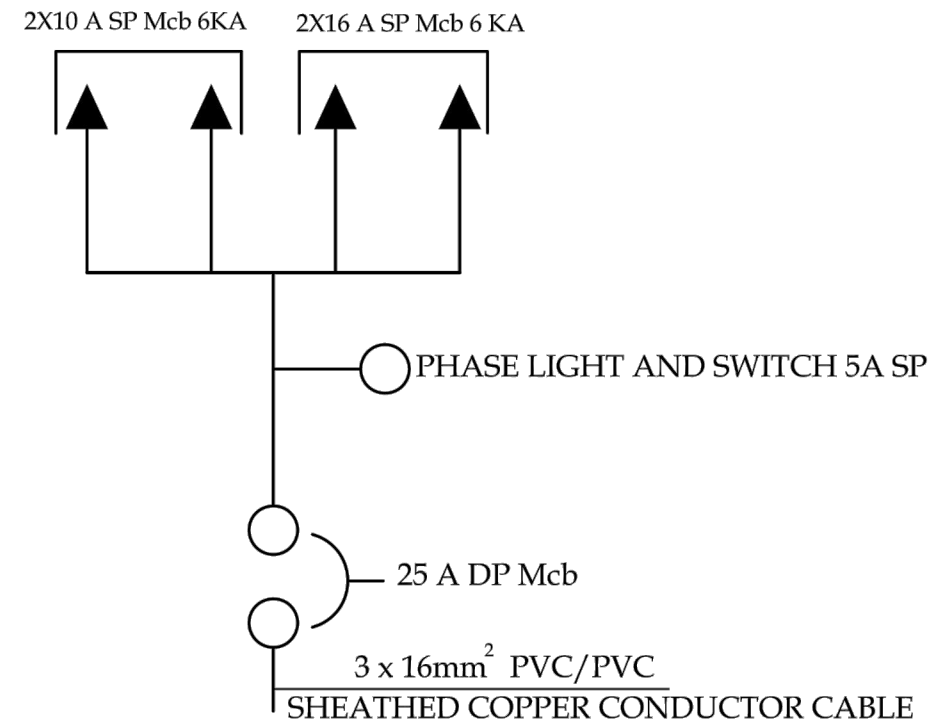 2X10 A SP Mcb 6KA
2X16 A SP Mcb 6 KA
PHASE LIGHT AND SWITCH 5A SP
25 A DP Mcb
3 x 16mm² PVC/PVC
SHEATHED COPPER CONDUCTOR CABLE